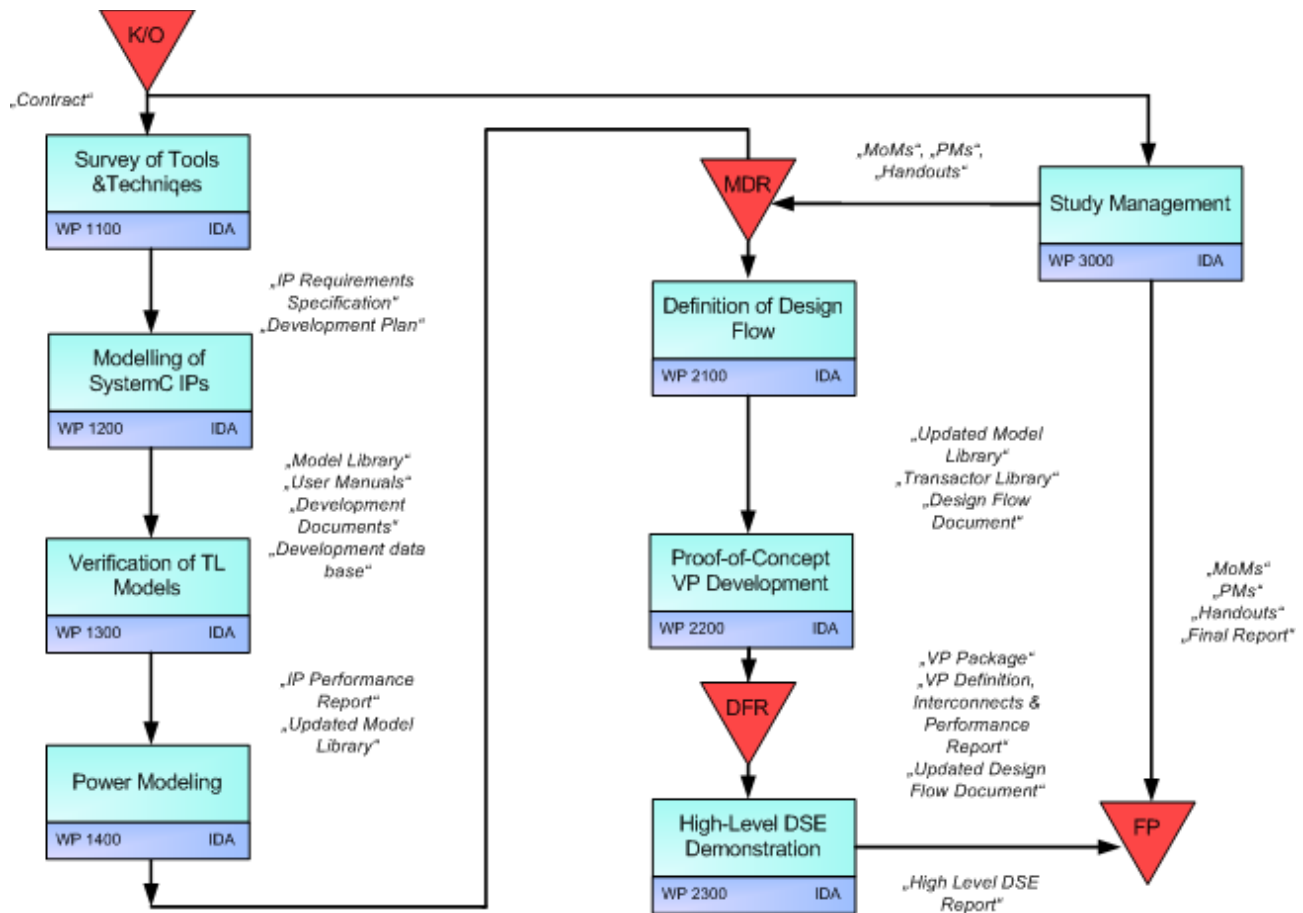 K/O
„Contract“
Survey of Tools
&Techniqes
WP 1100 IDA
„IP Requirements
Specification“
„Development Plan“
Modelling of
SystemC IPs
WP 1200 IDA
„Model Library“
„User Manuals“
„Development
Documents“
„Development data
base“
Verification of TL
Models
WP 1300 IDA
„IP Performance
Report“
„Updated Model
Library“
Power Modeling
WP 1400 IDA
MDR
„MoMs“, „PMs“,
„Handouts“
Study Management
WP 3000 IDA
Definition of Design
Flow
WP 2100 IDA
„Updated Model
Library“
„Transactor Library“
„Design Flow
Document“
Proof-of-Concept
VP Development
WP 2200 IDA
„MoMs“
„PMs“
„Handouts“
„Final Report“
DFR
„VP Package“
„VP Definition,
Interconnects &
Performance
Report“
„Updated Design
Flow Document“
High-Level DSE
Demonstration
WP 2300 IDA
FP
„High Level DSE
Report“